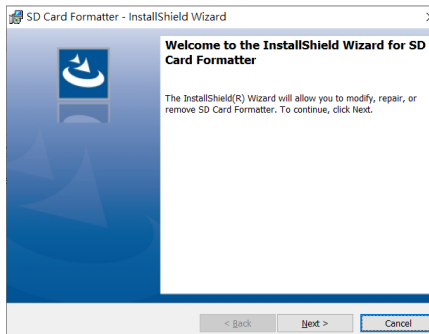 SD Card Formatter - InstallShield Wizard
Welcome to the InstallShield Wizard for SD
Card Formatter
The InstallShield(R) Wizard will allow you to modify, repair, or
remove SD Card Formatter. To continue, click Next.
< Back Next > Cancel